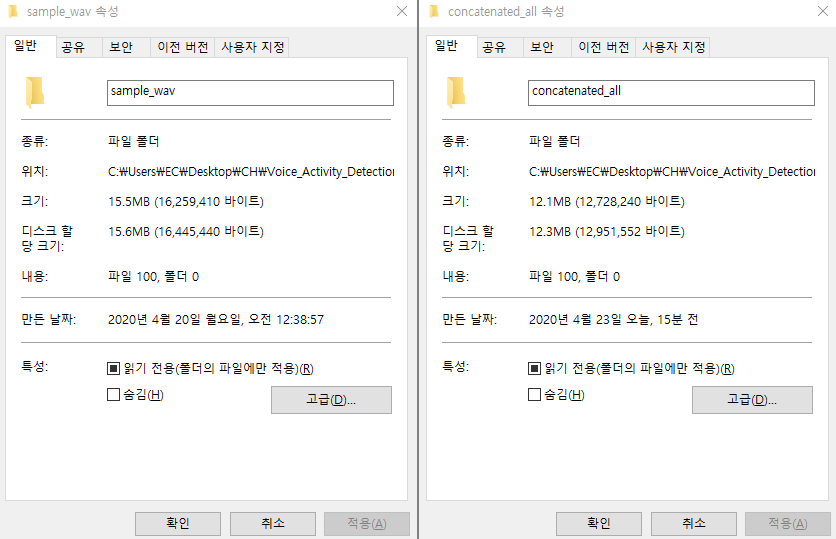 sample_wav 속성
일반 공유 보안 이전 버전 사용자 지정
sample_wav
종류: 파일 폴더
위치: C:₩Users₩EC₩Desktop₩CH₩Voice_Activity_Detection
크기: 15.5MB (16,259,410 바이트)
디스크 할
당 크기: 15.6MB (16,445,440 바이트)
내용: 파일 100, 폴더 0
만든 날짜: 2020년 4월 20일 월요일, 오전 12:38:57
특성: 읽기 전용(폴더의 파일에만 적용)(R)
숨김(H)
고급(D)...
확인 취소 적용(A)
concatenated_all 속성
일반 공유 보안 이전 버전 사용자 지정
concatenated_all
종류: 파일 폴더
위치: C:₩Users₩EC₩Desktop₩CH₩Voice_Activity_Detection
크기: 12.1MB (12,728,240 바이트)
디스크 할
당 크기: 12.3MB (12,951,552 바이트)
내용: 파일 100, 폴더 0
만든 날짜: 2020년 4월 23일 오늘, 15분 전
특성: 읽기 전용(폴더의 파일에만 적용)(R)
숨김(H)
고급(D)...
확인 취소 적용(A)